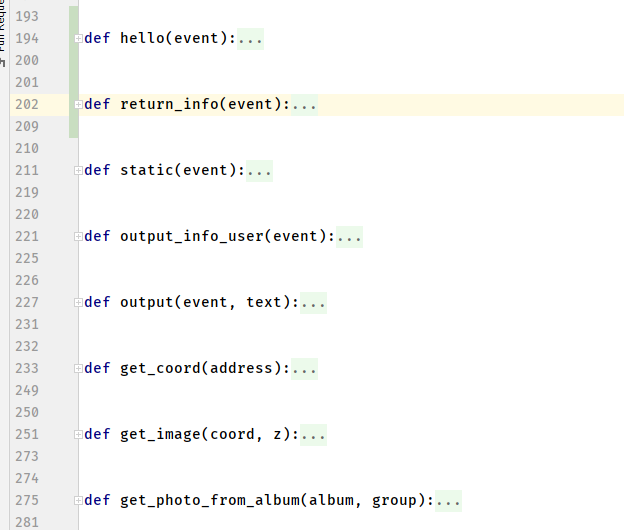 193
194 def hello(event):...
200
201
202 def return_info(event):...
209
210
211 def static(event):...
219
220
221 def output_info_user(event):...
225
226
227 def output(event, text):...
231
232
233 def get_coord(address):...
249
250
251 def get_image(coord, z):...
273
274
275 def get_photo_from_album(album, group):...
281